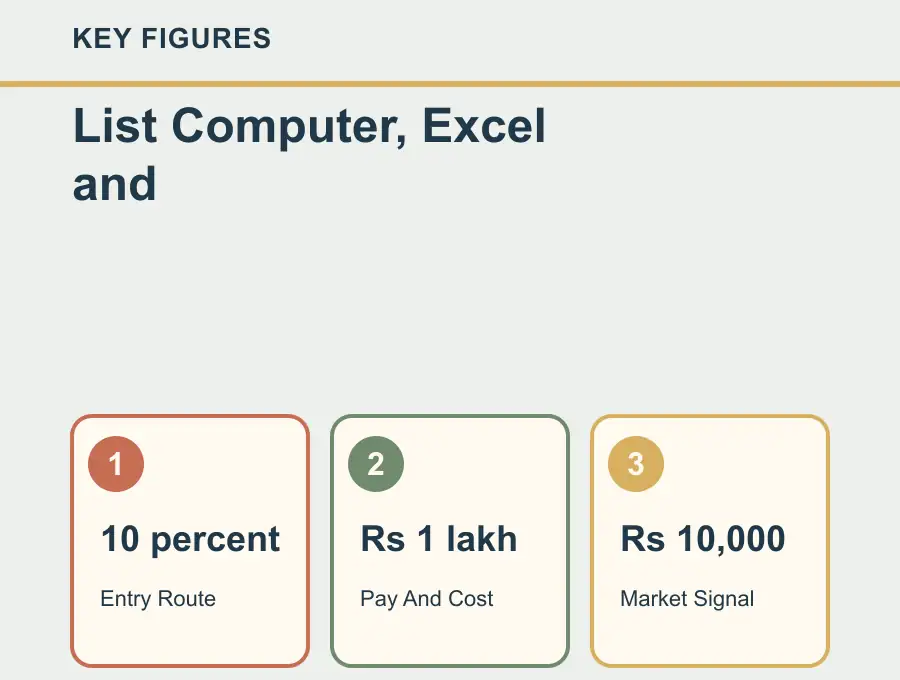 KEY FIGURES
List Computer, Excel
and
1
10 percent
Entry Route
2
Rs 1 lakh
Pay And Cost
3
Rs 10,000
Market Signal